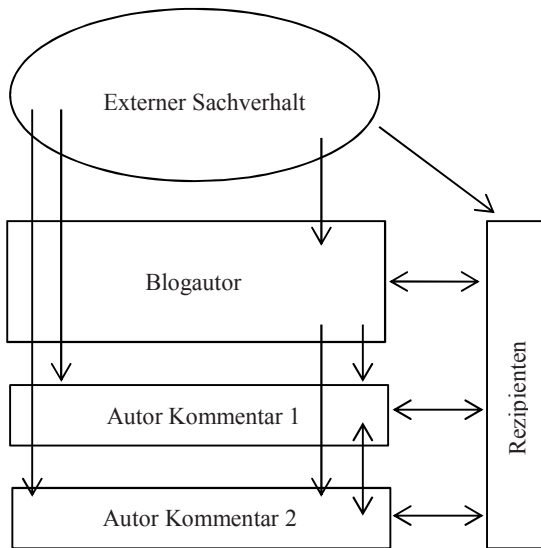 Externer Sachverhalt
Blogautor
Autor Kommentar 1
Autor Kommentar 2
Rezipienten